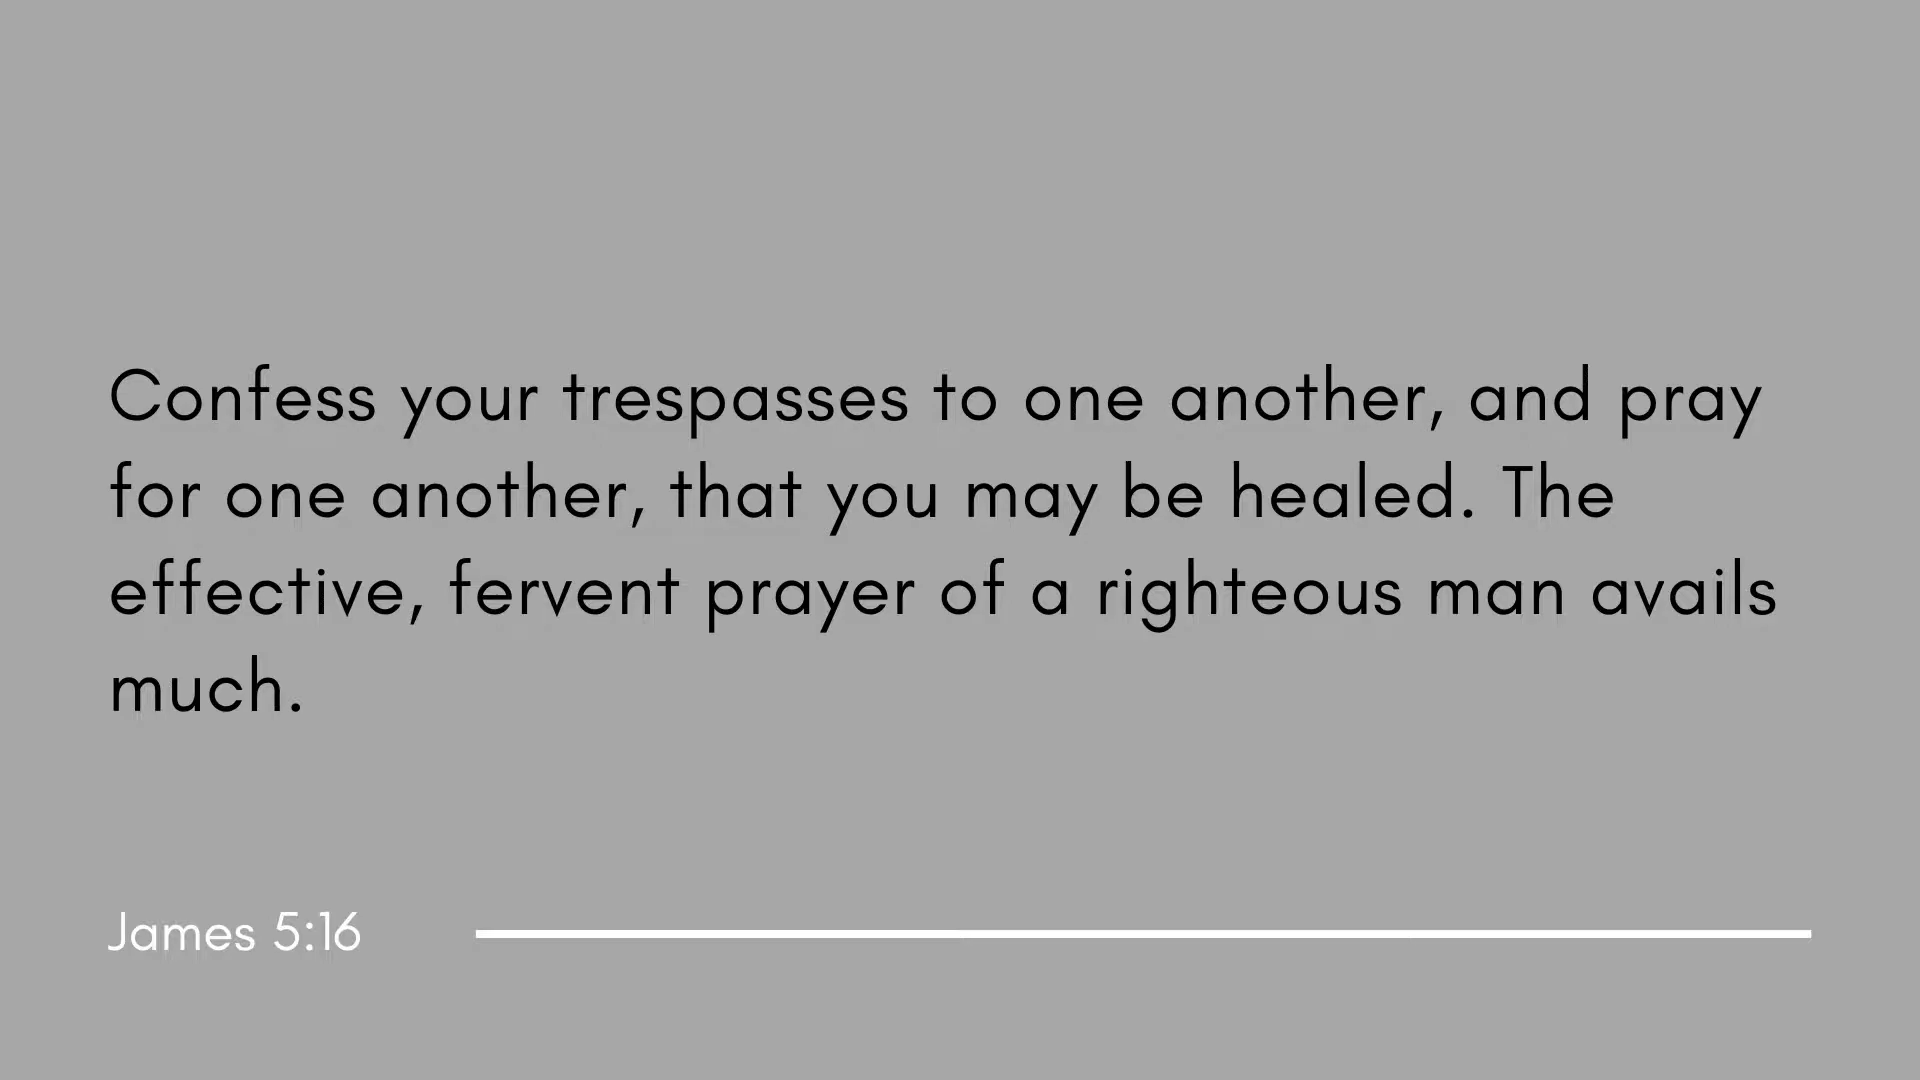 Confess your trespasses to one another, and pray
for one another, that you may be healed. The
effective, fervent prayer of a righteous man avails
much.
James 5:16